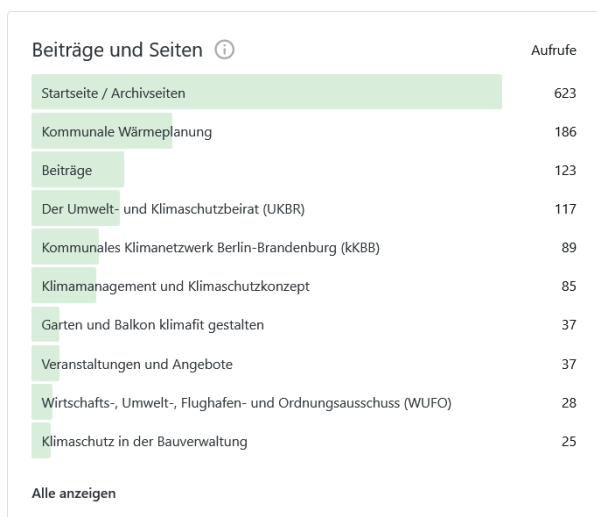 Beiträge und Seiten
Aufrufe
Startseite / Archivseiten 623
Kommunale Wärmeplanung 186
Beiträge 123
Der Umwelt- und Klimaschutzbeirat (UKBR) 117
Kommunales Klimanetzwerk Berlin-Brandenburg (kKBB) 89
Klimamanagement und Klimaschutzkonzept 85
Garten und Balkon klimafit gestalten 37
Veranstaltungen und Angebote 37
Wirtschafts-, Umwelt-, Flughafen- und Ordnungsausschuss (WUFO) 28
Klimaschutz in der Bauverwaltung 25
Alle anzeigen